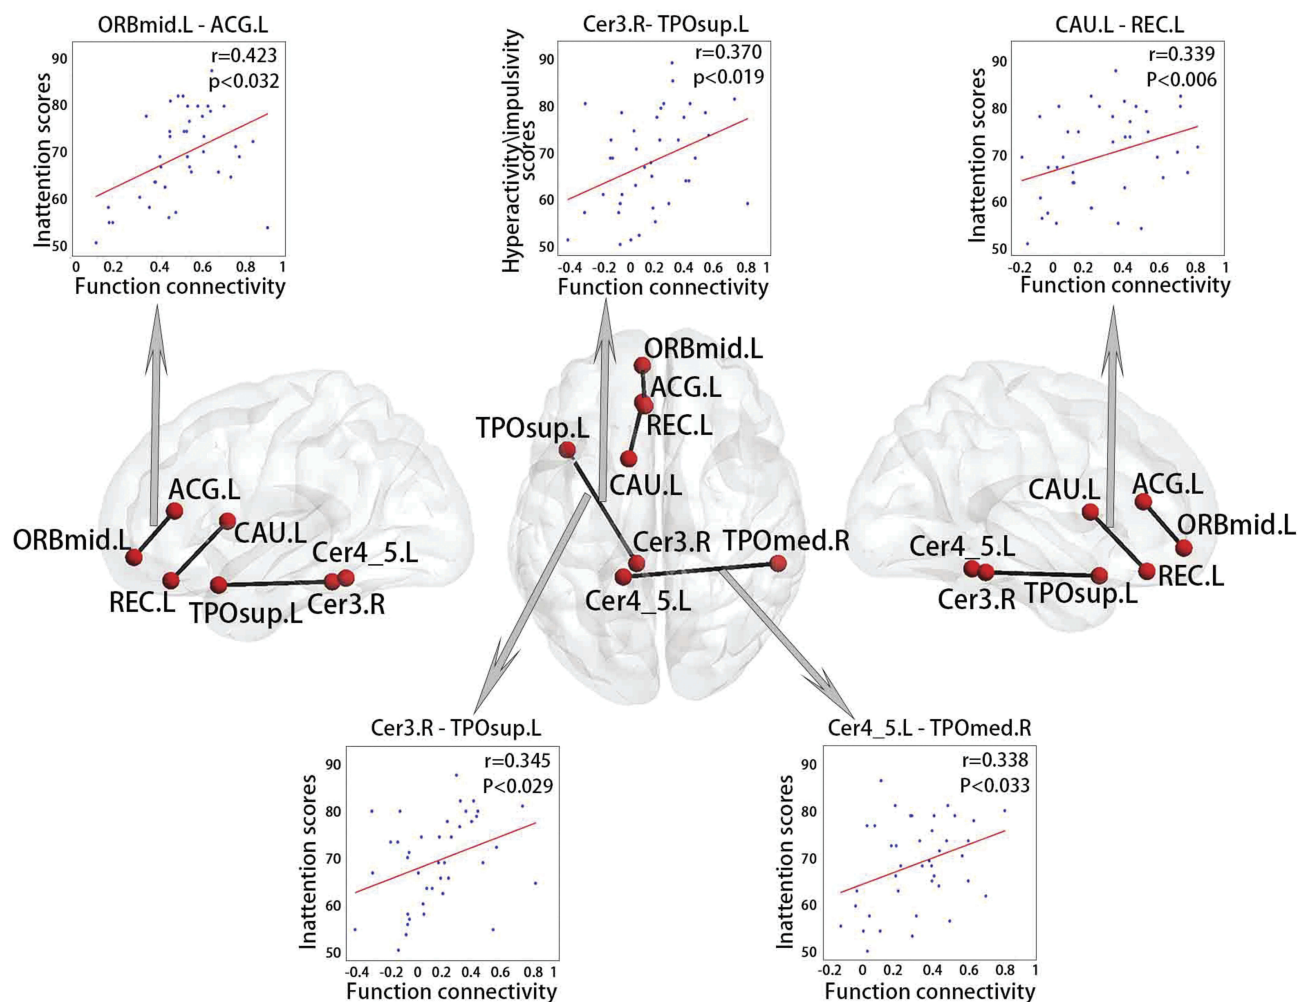 ORBmid.L - ACG.L
r=0.423
p<0.032
90
80
70
60
50
Inattention scores
0 0.2 0.4 0.6 0.8 1
Function connectivity
Cer3.R- TPOsup.L
r=0.370
p<0.019
90
80
70
60
50
Hyperactivity\impulsivity
scores
-0.4 -0.2 0 0.2 0.4 0.6 0.8 1
Function connectivity
CAU.L - REC.L
r=0.339
P<0.006
90
80
70
60
50
Inattention scores
-0.2 0 0.2 0.4 0.6 0.8 1
Function connectivity
ACG.L
ORBmid.L
CAU.L
Cer4_5.L
REC.L
TPOsup.L
Cer3.R
ORBmid.L
ACG.L
REC.L
TPOsup.L
CAU.L
Cer3.R
TPOmed.R
Cer4_5.L
CAU.L
ACG.L
ORBmid.L
Cer4_5.L
Cer3.R
TPOsup.L
REC.L
Cer3.R - TPOsup.L
r=0.345
P<0.029
90
80
70
60
50
Inattention scores
-0.4 -0.2 0 0.2 0.4 0.6 0.8 1
Function connectivity
Cer4_5.L - TPOmed.R
r=0.338
P<0.033
90
80
70
60
50
Inattention scores
-0.2 0 0.2 0.4 0.6 0.8 1
Function connectivity